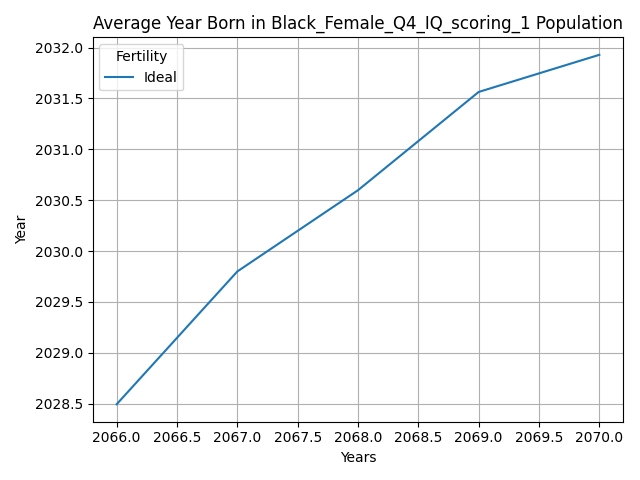 Average Year Born in Black_Female_Q4_IQ_scoring_1 Population
Fertility
Ideal
2032.0
2031.5
2031.0
2030.5
2030.0
2029.5
2029.0
2028.5
Year
2066.0 2066.5 2067.0 2067.5 2068.0 2068.5 2069.0 2069.5 2070.0
Years